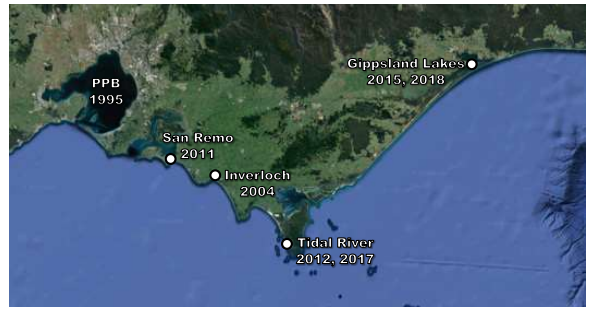 Gippsland Lakes
2015, 2018
PPB
1995
San Remo
2011
Inverloch
2004
Tidal River
2012, 2017